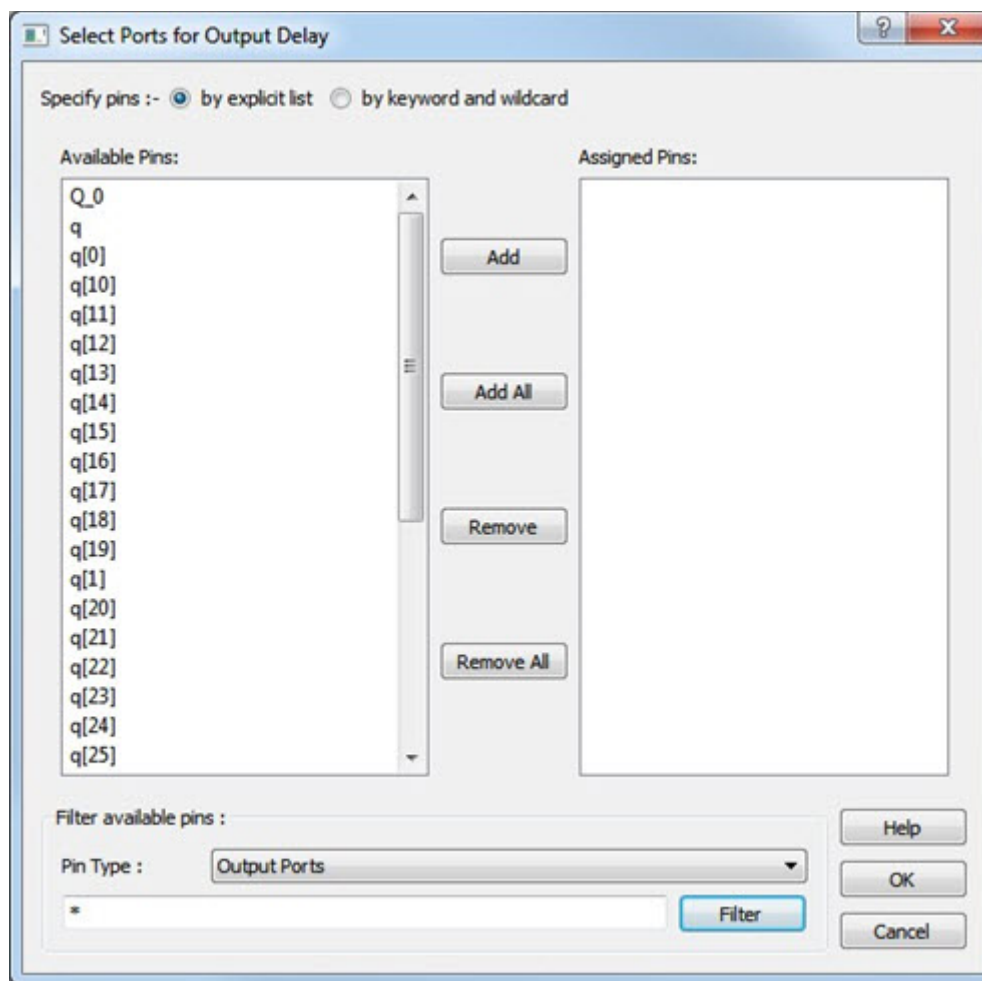 Select Ports for Output Delay
Specify pins :- by explicit list by keyword and wildcard
Available Pins:
Assigned Pins:
Q_0
q
q[0]
q[10]
q[11]
q[12]
q[13]
q[14]
q[15]
q[16]
q[17]
q[18]
q[19]
q[1]
q[20]
q[21]
q[22]
q[23]
q[24]
q[25]
Add
Add All
Remove
Remove All
Filter available pins :
Pin Type : Output Ports
* Filter
Help
OK
Cancel